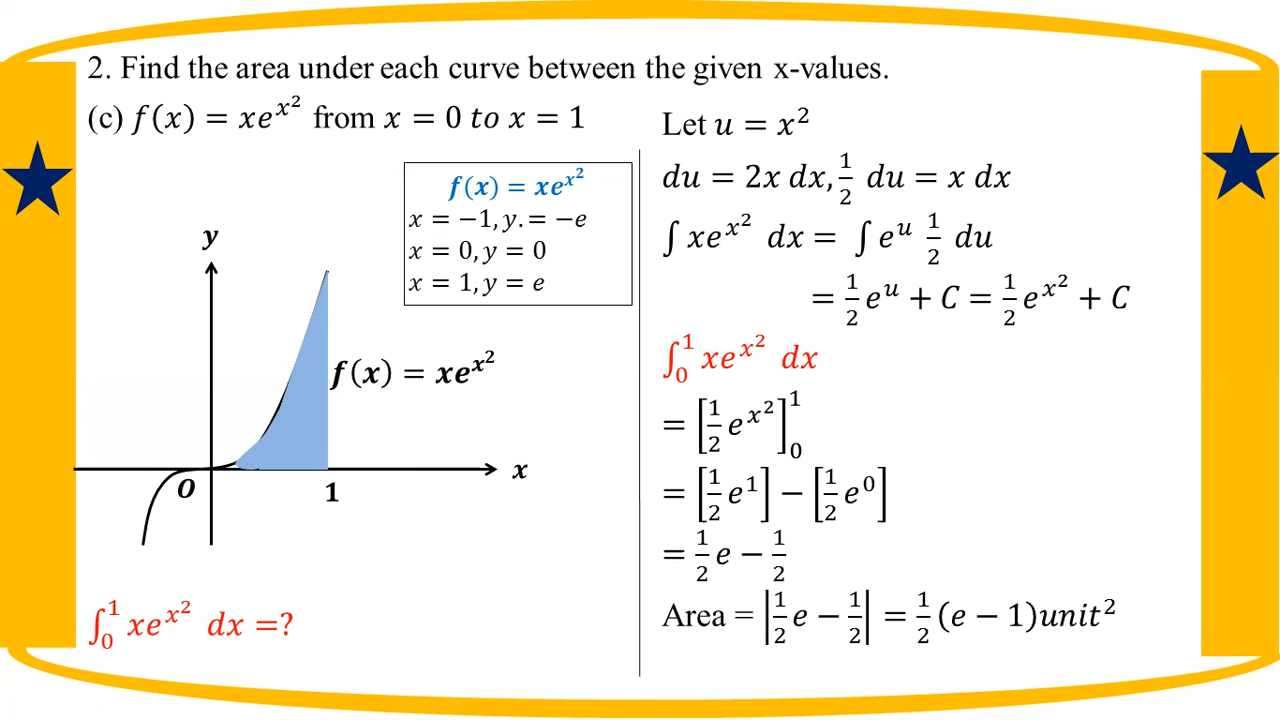 2. Find the area under each curve between the given x-values.
(c) f(x) = xe^{x^2} from x = 0 to x = 1
f(x) = xe^{x^2}
x = −1, y. = −e
x = 0, y = 0
x = 1, y = e
y
f(x) = xe^{x^2}
x
O
1
∫_0^1 xe^{x^2} dx =?
Let u = x^2
du = 2x dx, 1/2 du = x dx
∫ xe^{x^2} dx = ∫ e^u 1/2 du
= 1/2 e^u + C = 1/2 e^{x^2} + C
∫_0^1 xe^{x^2} dx
= [1/2 e^{x^2}]_0^1
= [1/2 e^1] − [1/2 e^0]
= 1/2 e − 1/2
Area = |1/2 e − 1/2| = 1/2 (e − 1)unit^2